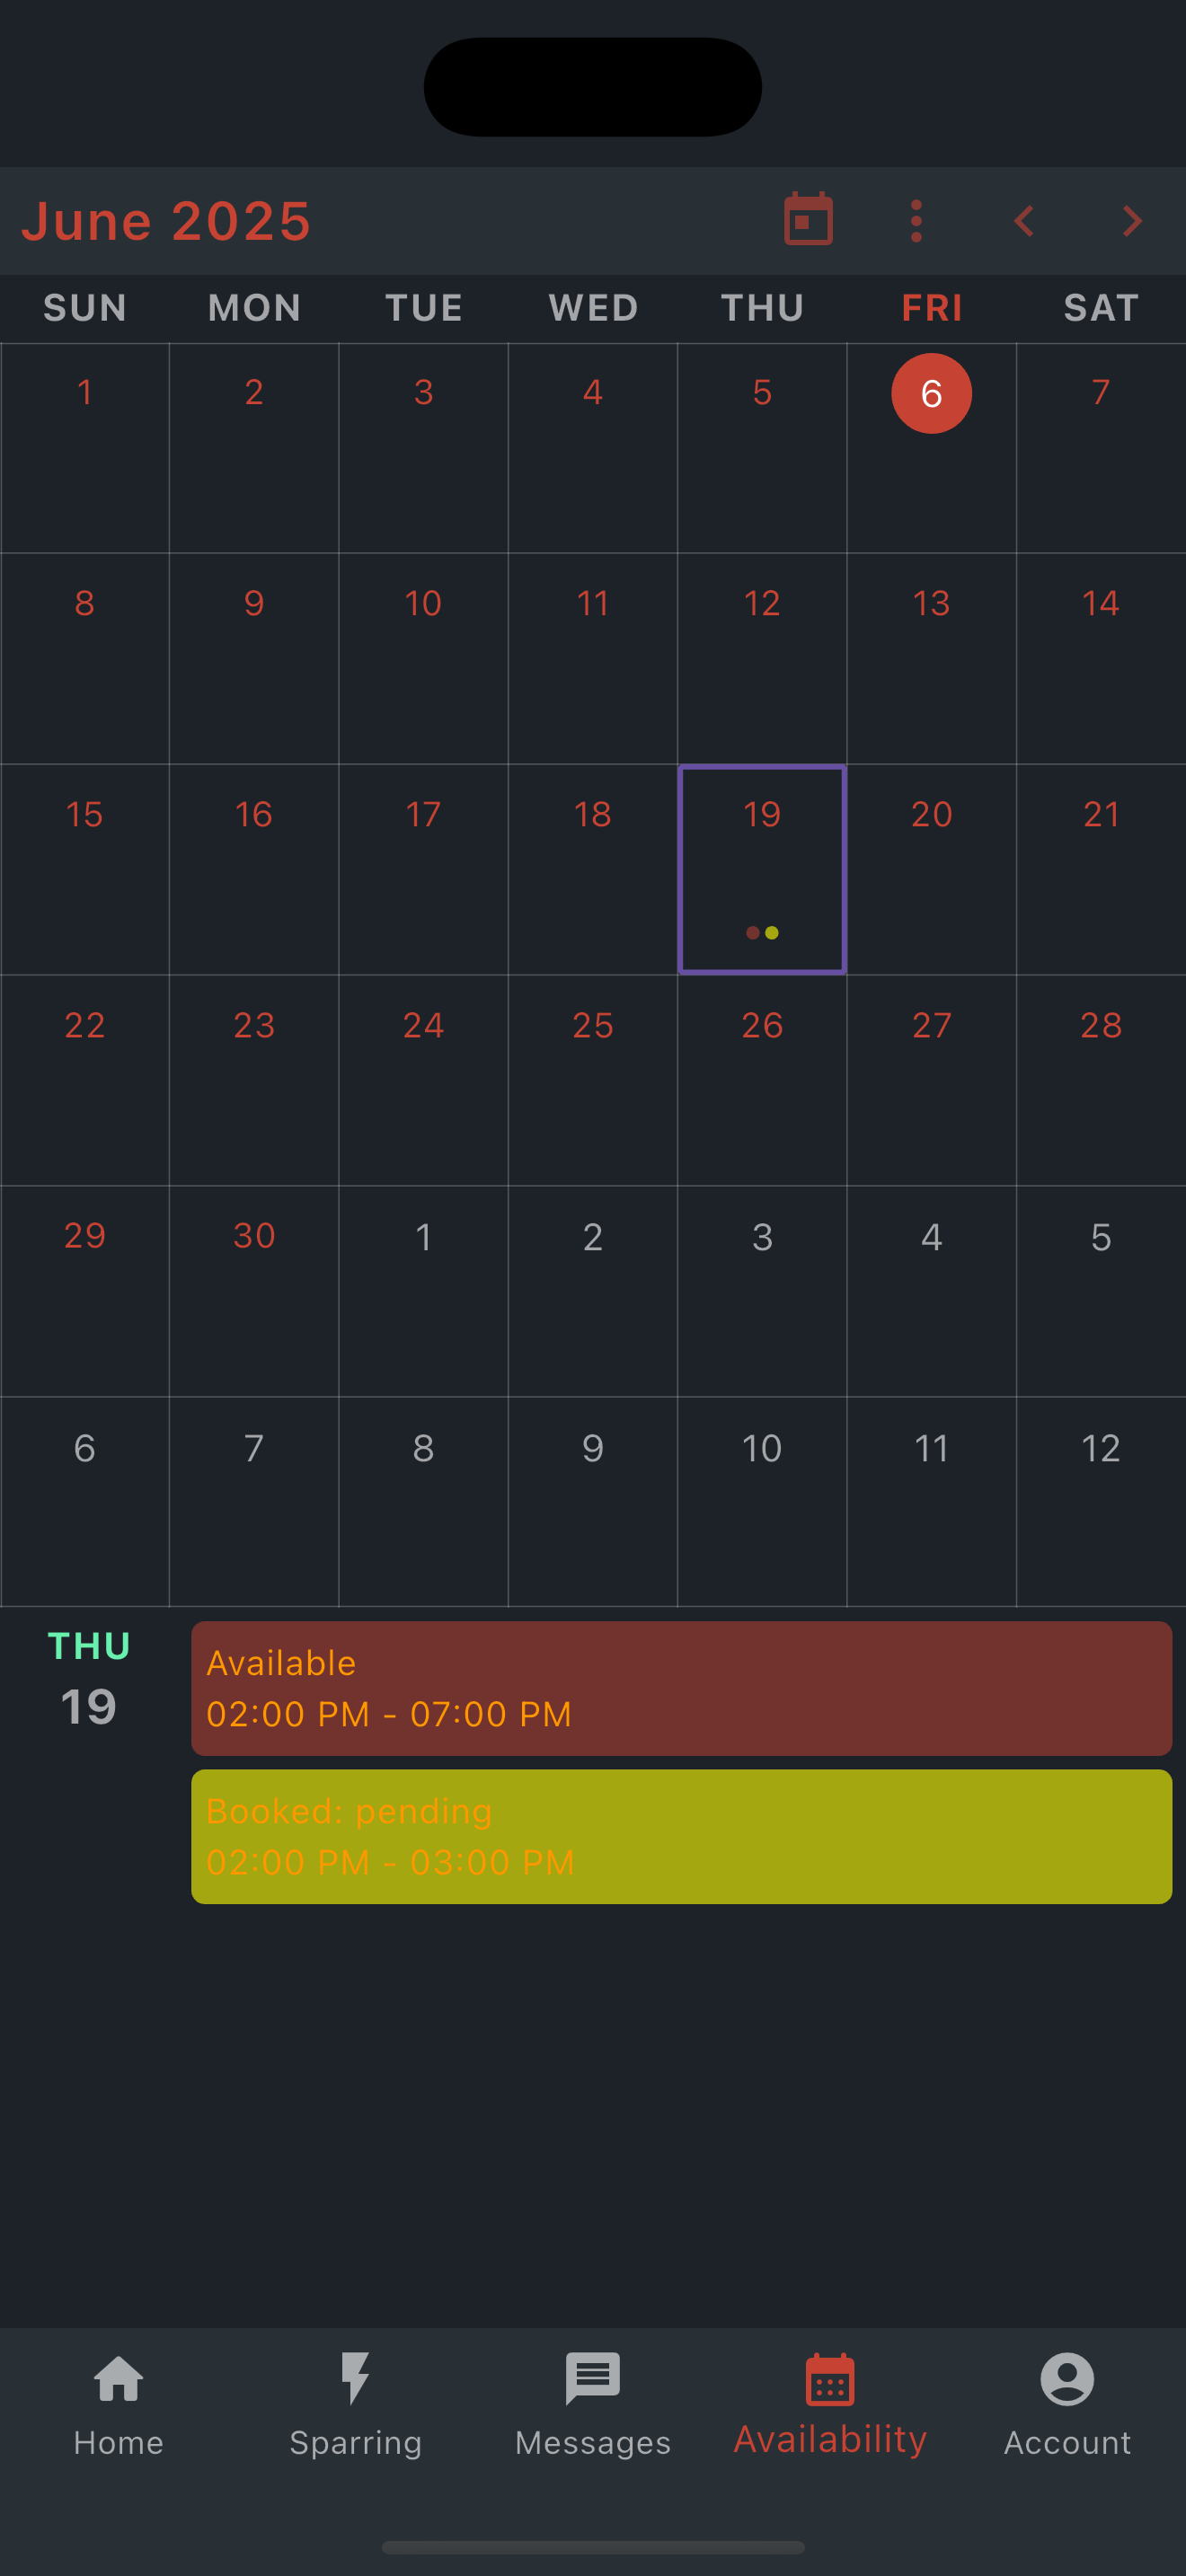 June 2025
SUN MON TUE WED THU FRI SAT
1 2 3 4 5 6 7
8 9 10 11 12 13 14
15 16 17 18 19 20 21
22 23 24 25 26 27 28
29 30 1 2 3 4 5
6 7 8 9 10 11 12
THU
19
Available
02:00 PM - 07:00 PM
Booked: pending
02:00 PM - 03:00 PM
Home Sparring Messages Availability Account